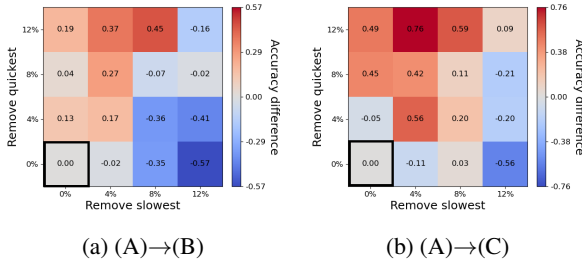 12% 0.19 0.37 0.45 -0.16
8% 0.04 0.27 -0.07 -0.02
4% 0.13 0.17 -0.36 -0.41
0% 0.00 -0.02 -0.35 -0.57
0% 4% 8% 12%
Remove slowest
Remove quickest
0.57
0.29
0.00
-0.29
-0.57
Accuracy difference
(a) (A)→(B)
12% 0.49 0.76 0.59 0.09
8% 0.45 0.42 0.11 -0.21
4% -0.05 0.56 0.20 -0.20
0% 0.00 -0.11 0.03 -0.56
0% 4% 8% 12%
Remove slowest
Remove quickest
0.76
0.38
0.00
-0.38
-0.76
Accuracy difference
(b) (A)→(C)